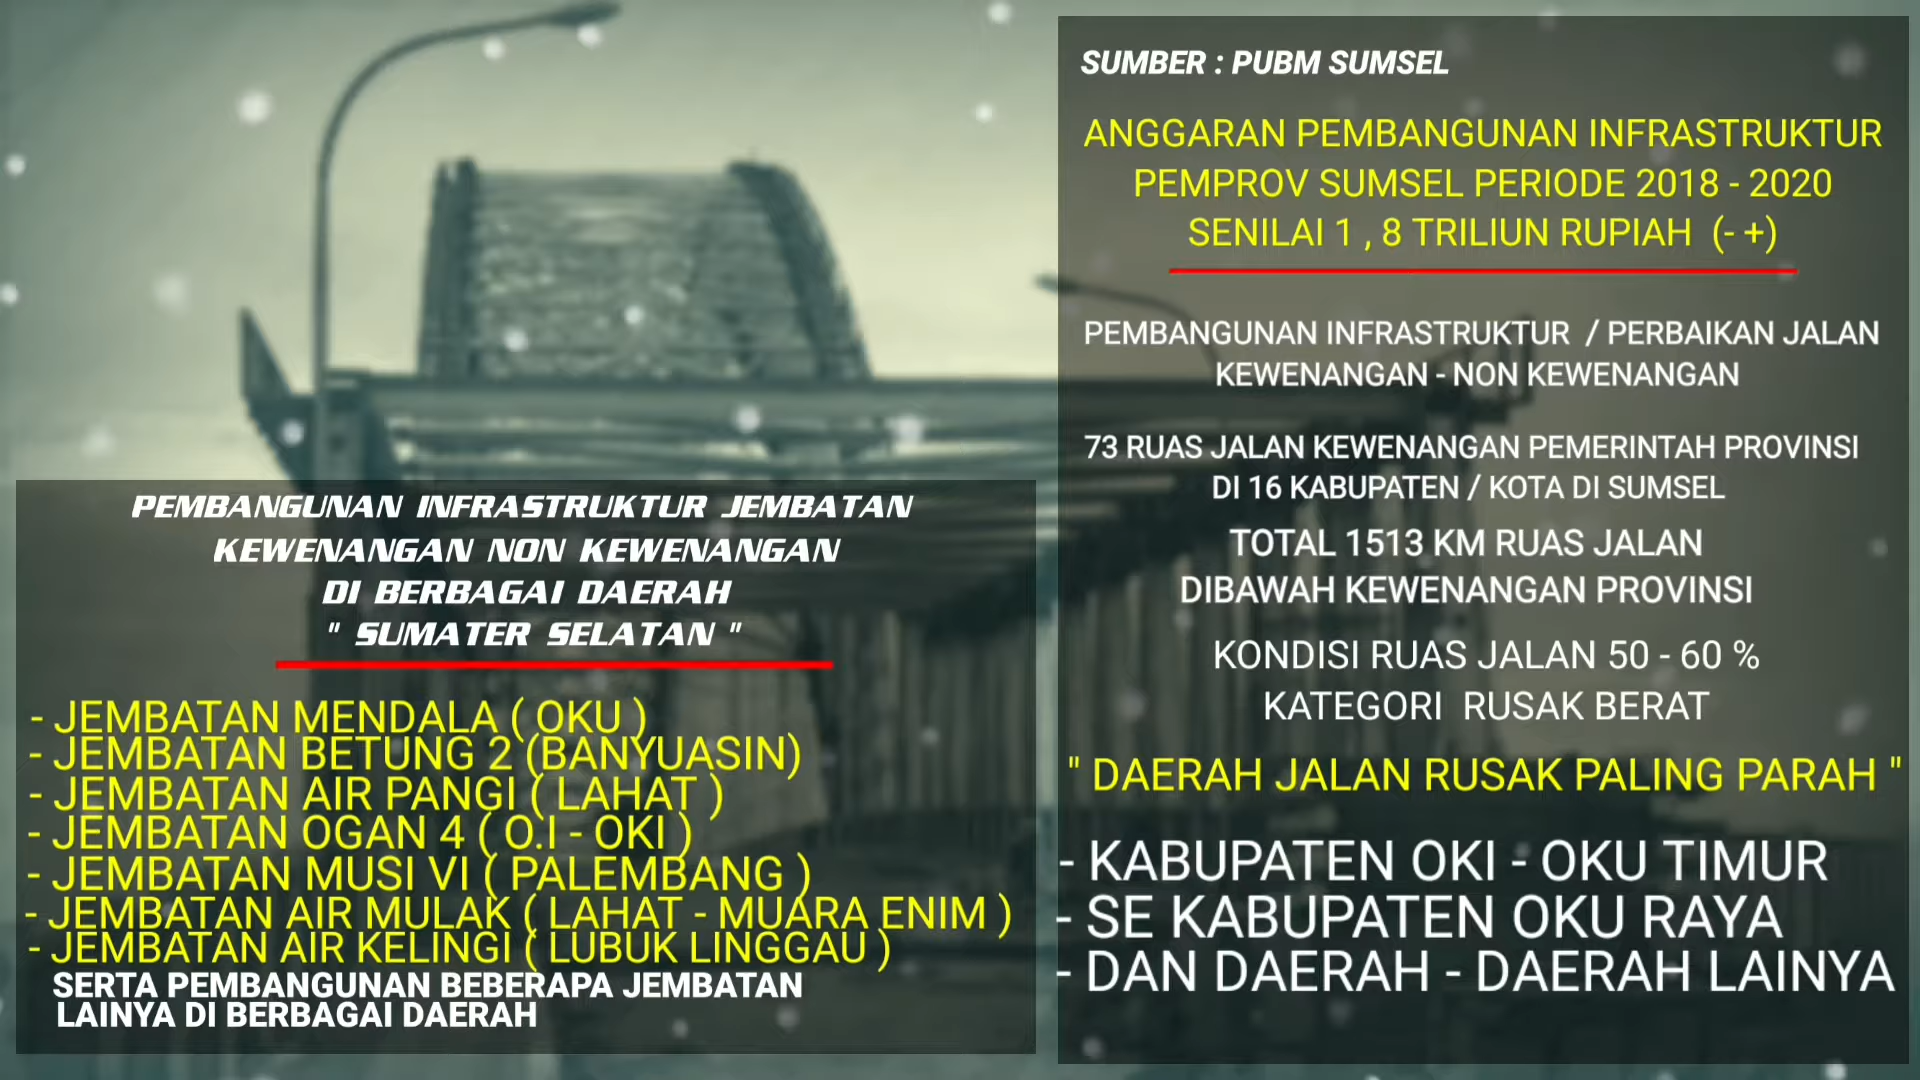 PEMBANGUNAN INFRASTRUKTUR JEMBATAN
KEWENANGAN NON KEWENANGAN
DI BERBAGAI DAERAH
" SUMATER SELATAN "
- JEMBATAN MENDALA ( OKU )
- JEMBATAN BETUNG 2 (BANYUASIN)
- JEMBATAN AIR PANGI ( LAHAT )
- JEMBATAN OGAN 4 ( O.I - OKI )
- JEMBATAN MUSI VI ( PALEMBANG )
- JEMBATAN AIR MULAK ( LAHAT - MUARA ENIM )
- JEMBATAN AIR KELINGI ( LUBUK LINGGAU )
SERTA PEMBANGUNAN BEBERAPA JEMBATAN
LAINYA DI BERBAGAI DAERAH
SUMBER : PUBM SUMSEL
ANGGARAN PEMBANGUNAN INFRASTRUKTUR
PEMPROV SUMSEL PERIODE 2018 - 2020
SENILAI 1 , 8 TRILIUN RUPIAH (- +)
PEMBANGUNAN INFRASTRUKTUR / PERBAIKAN JALAN
KEWENANGAN - NON KEWENANGAN
73 RUAS JALAN KEWENANGAN PEMERINTAH PROVINSI
DI 16 KABUPATEN / KOTA DI SUMSEL
TOTAL 1513 KM RUAS JALAN
DIBAWAH KEWENANGAN PROVINSI
KONDISI RUAS JALAN 50 - 60 %
KATEGORI RUSAK BERAT
" DAERAH JALAN RUSAK PALING PARAH "
- KABUPATEN OKI - OKU TIMUR
- SE KABUPATEN OKU RAYA
- DAN DAERAH - DAERAH LAINYA